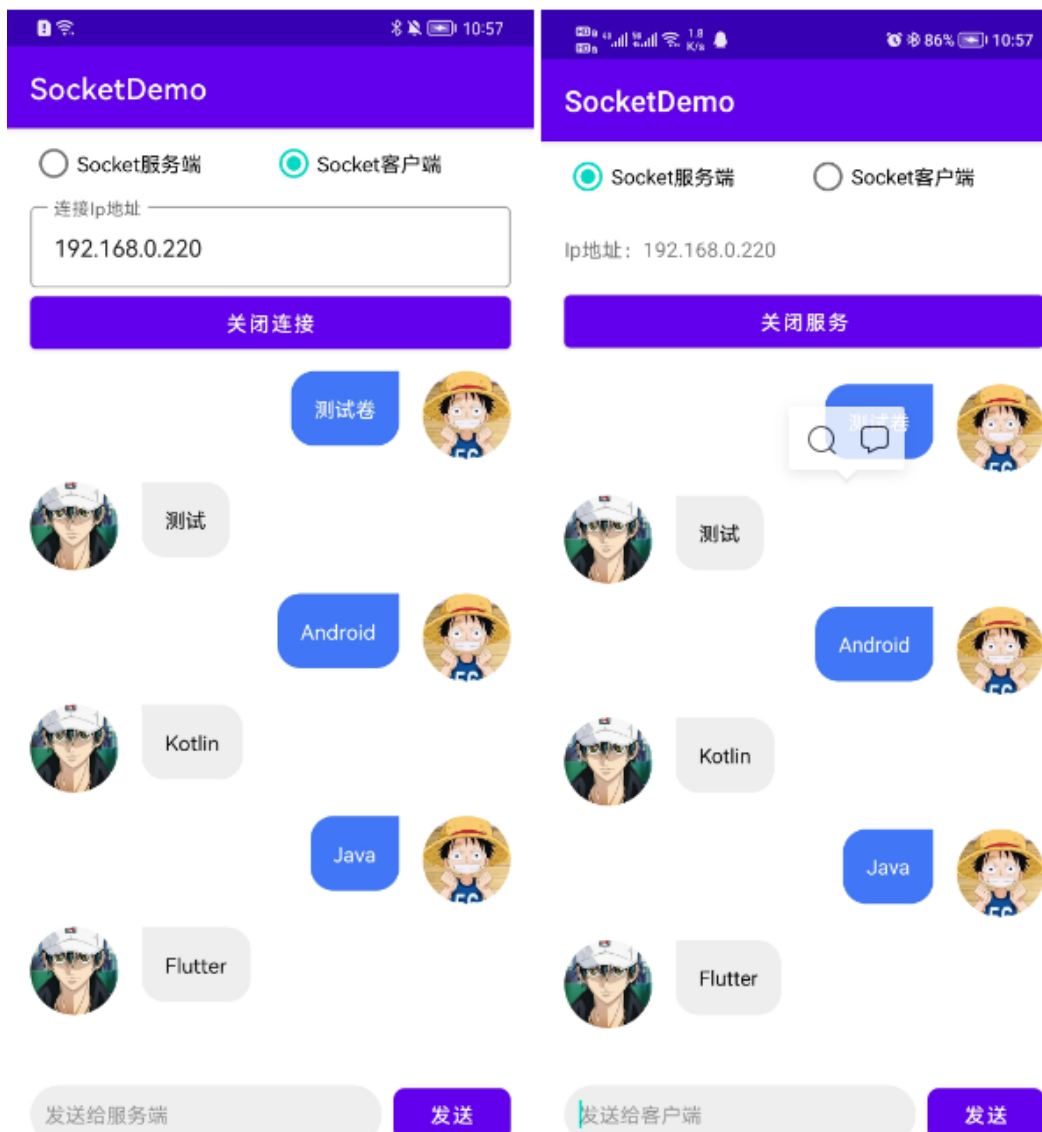 10:57
SocketDemo
Socket服务端
Socket客户端
连接Ip地址
192.168.0.220
关闭连接
测试卷
测试
Android
Kotlin
Java
Flutter
发送给服务端
发送
1.8
K/s
86%
10:57
SocketDemo
Socket服务端
Socket客户端
Ip地址：192.168.0.220
关闭服务
测试卷
测试
Android
Kotlin
Java
Flutter
发送给客户端
发送